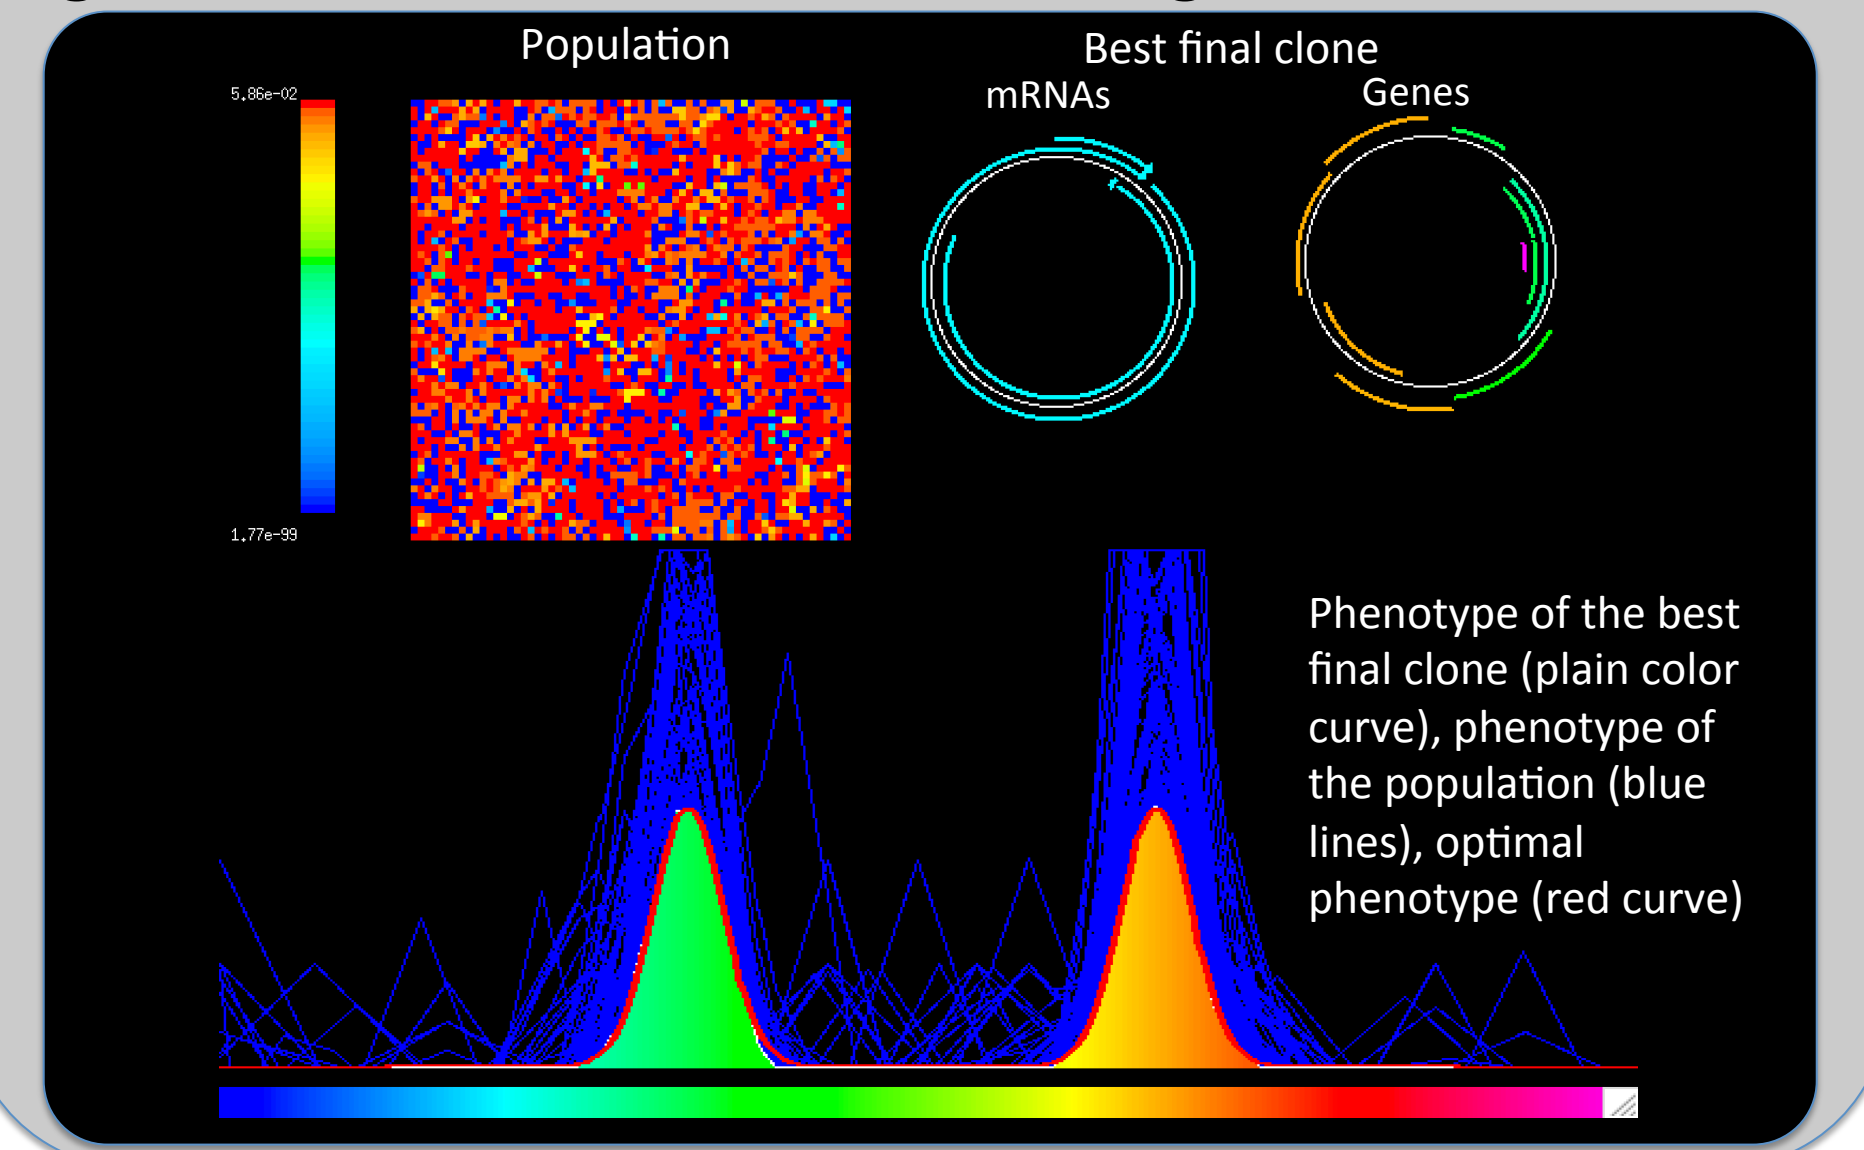 Population
Best final clone
mRNAs
Genes
5.86e-02
1.77e-99
Phenotype of the best
final clone (plain color
curve), phenotype of
the population (blue
lines), optimal
phenotype (red curve)